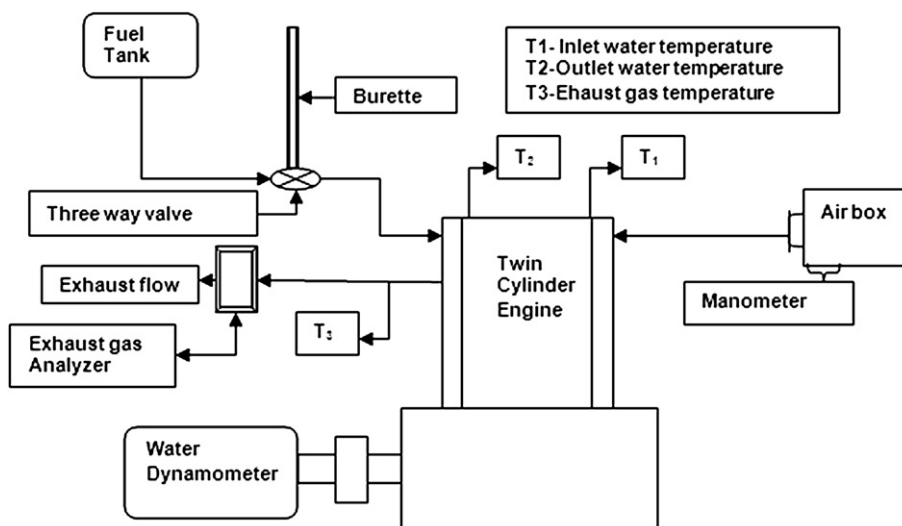 Fuel
Tank
Burette
T1- Inlet water temperature
T2-Outlet water temperature
T3-Ehaust gas temperature
T₂
T₁
Three way valve
Air box
Exhaust flow
Twin
Cylinder
Engine
Manometer
T₃
Exhaust gas
Analyzer
Water
Dynamometer